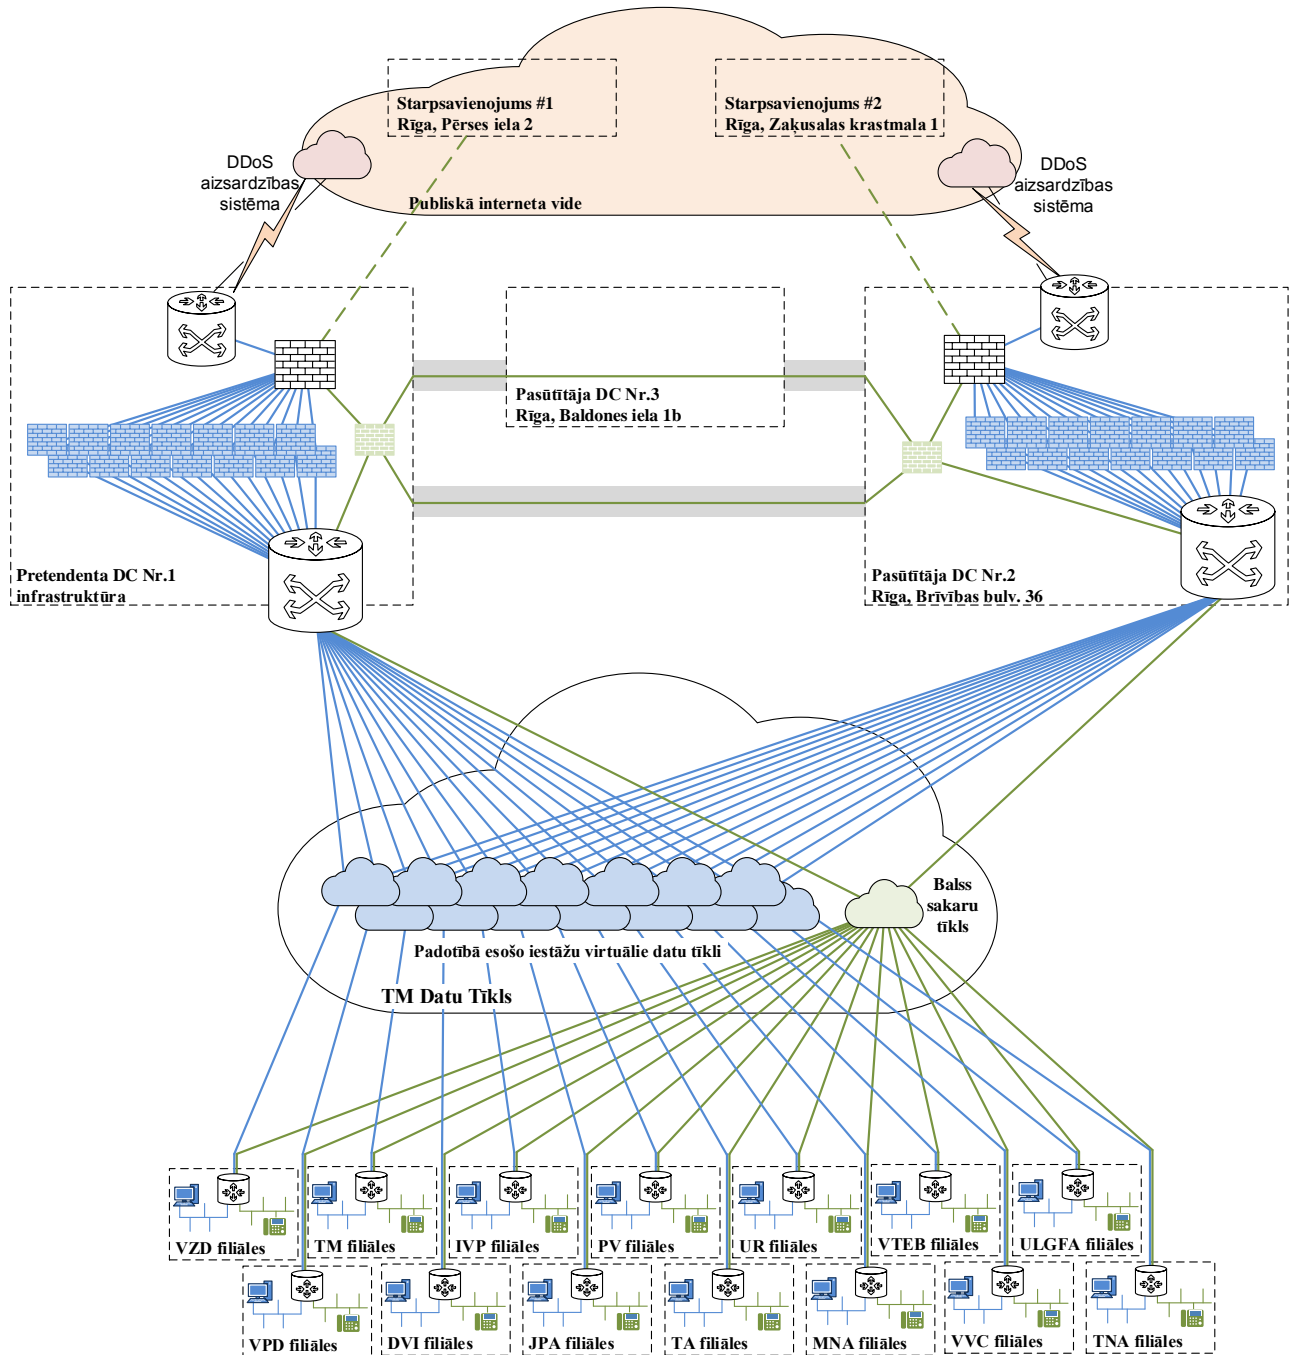 Starpsavienojums #1
Rīga, Pērses iela 2
Starpsavienojums #2
Rīga, Zaķusalas krastmala 1
DDoS
aizsardzības
sistēma
DDoS
aizsardzības
sistēma
Publiskā interneta vide
Pasūtītāja DC Nr.3
Rīga, Baldones iela 1b
Pretendenta DC Nr.1
infrastruktūra
Pasūtītāja DC Nr.2
Rīga, Brīvības bulv. 36
Balss
sakaru
tīkls
Padotībā esošo iestāžu virtuālie datu tīkli
TM Datu Tīkls
VZD filiāles
TM filiāles
IVP filiāles
PV filiāles
UR filiāles
VTEB filiāles
ULGFA filiāles
VPD filiāles
DVI filiāles
JPA filiāles
TA filiāles
MNA filiāles
VVC filiāles
TNA filiāles